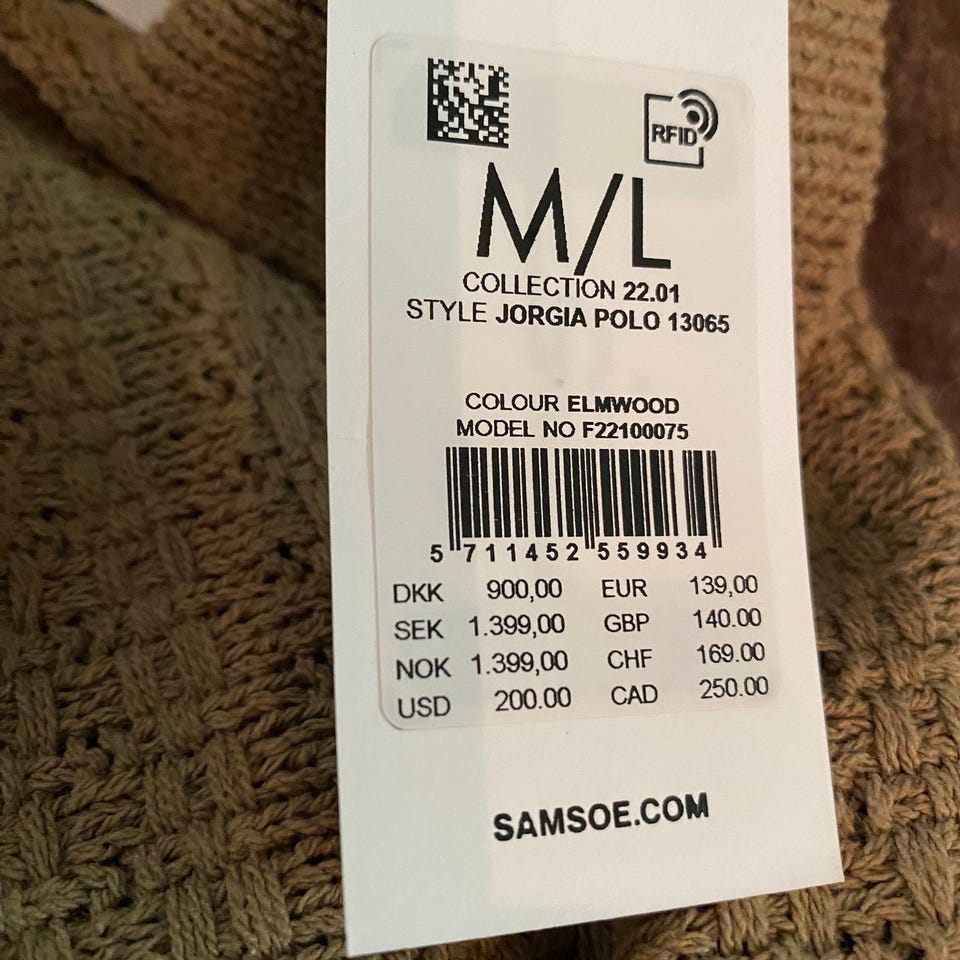 RFID
M/L
COLLECTION 22.01
STYLE JORGIA POLO 13065
COLOUR ELMWOOD
MODEL NO F22100075
5 711452 559934
DKK 900,00 EUR 139,00
SEK 1.399,00 GBP 140.00
NOK 1.399,00 CHF 169.00
USD 200.00 CAD 250.00
SAMSOE.COM